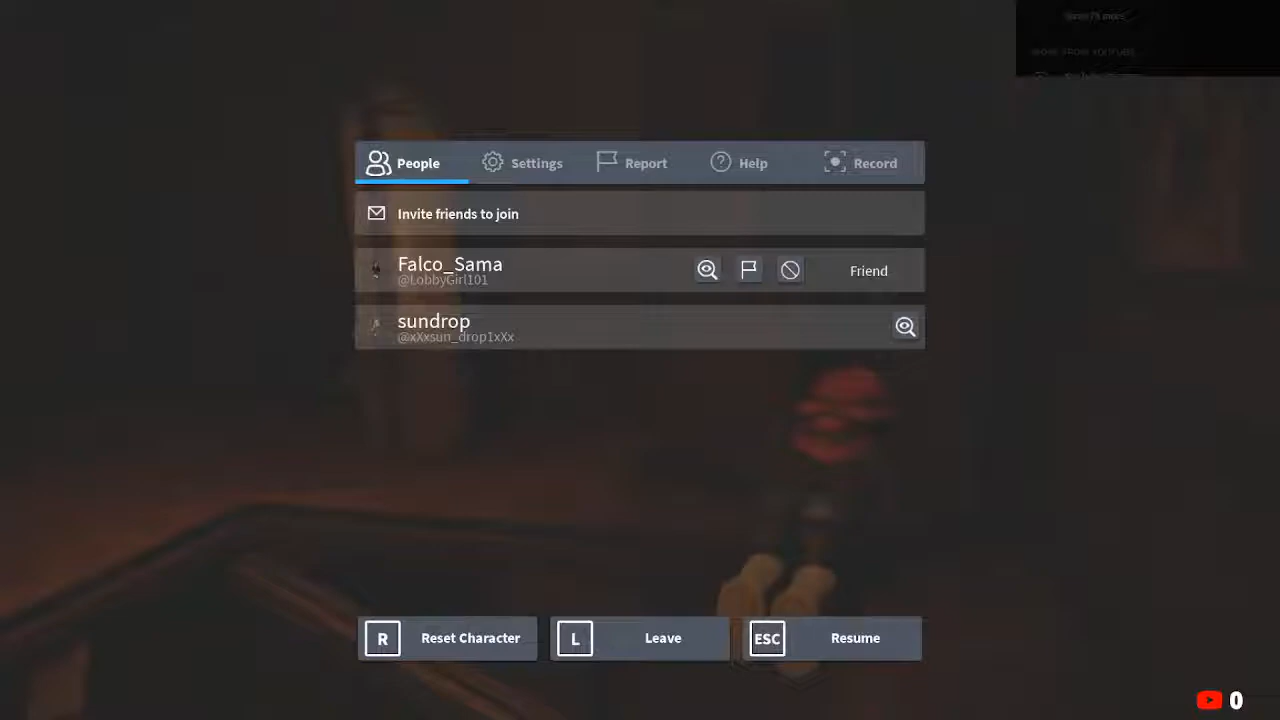 People
Settings
Report
Help
Record
Invite friends to join
Falco_Sama
@LobbyGirl101
Friend
sundrop
@xXxsun_drop1xXx
R
Reset Character
L
Leave
ESC
Resume
0